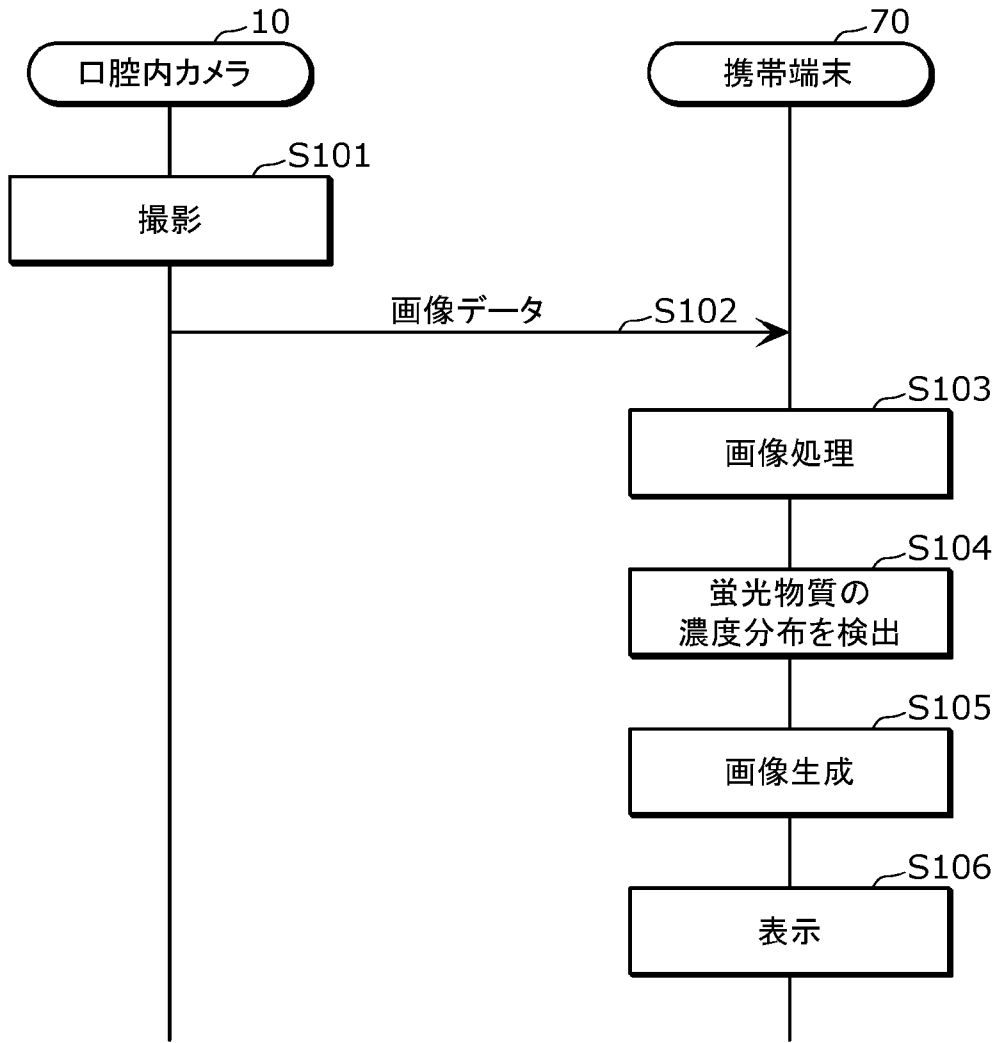 10
口腔内カメラ
70
携帯端末
S101
撮影
画像データ
S102
S103
画像処理
S104
蛍光物質の
濃度分布を検出
S105
画像生成
S106
表示